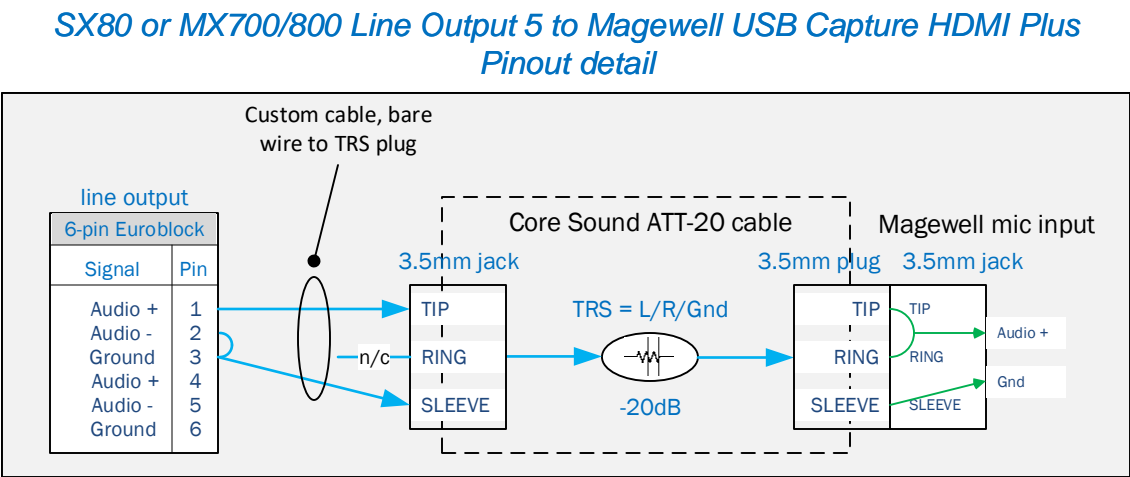 SX80 or MX700/800 Line Output 5 to Magewell USB Capture HDMI Plus
Pinout detail
Custom cable, bare
wire to TRS plug
line output
6-pin Euroblock
Signal Pin
Audio + 1
Audio - 2
Ground 3
Audio + 4
Audio - 5
Ground 6
n/c
Core Sound ATT-20 cable
3.5mm jack
TIP
RING
SLEEVE
TRS = L/R/Gnd
-20dB
3.5mm plug
TIP
RING
SLEEVE
Magewell mic input
3.5mm jack
TIP
RING
SLEEVE
Audio +
Gnd